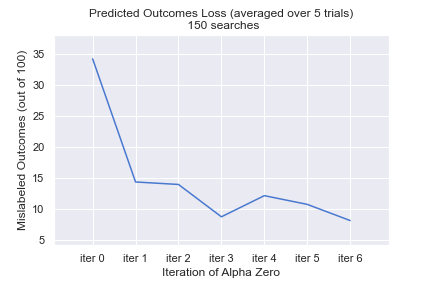 Predicted Outcomes Loss (averaged over 5 trials)
150 searches
Mislabeled Outcomes (out of 100)
35
30
25
20
15
10
5
iter 0 iter 1 iter 2 iter 3 iter 4 iter 5 iter 6
Iteration of Alpha Zero